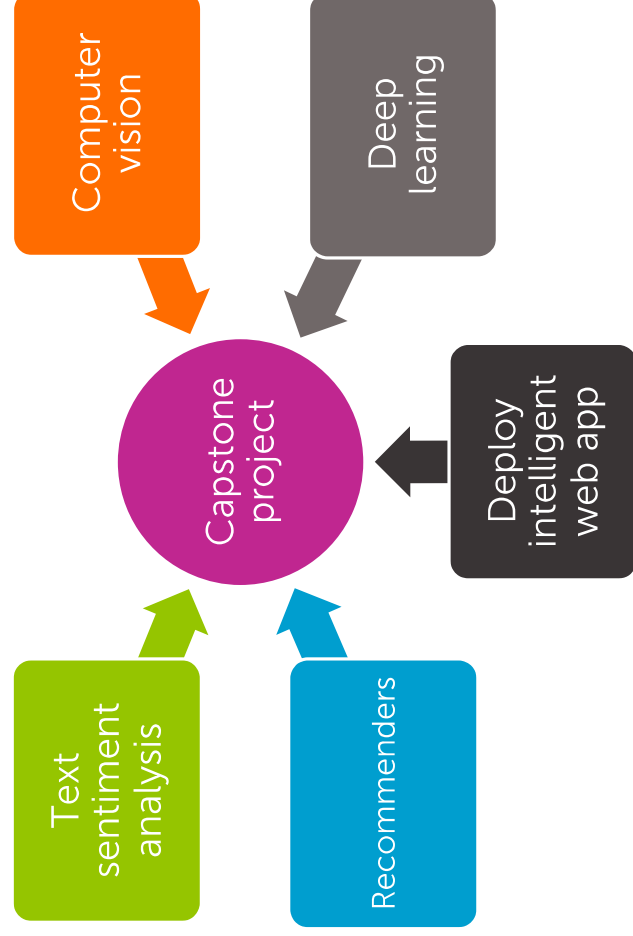 Text
sentiment
analysis
Computer
vision
Capstone
project
Recommenders
Deep
learning
Deploy
intelligent
web app